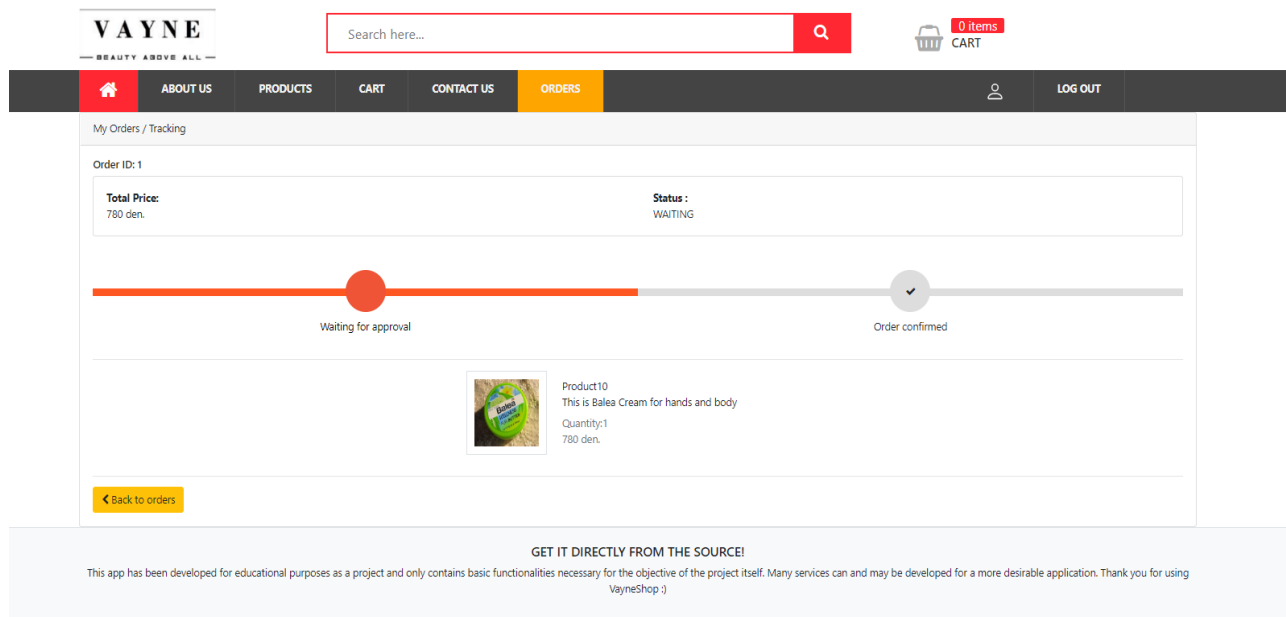 VAYNE
BEAUTY ABOVE ALL
Search here...
0 items
CART
ABOUT US
PRODUCTS
CART
CONTACT US
ORDERS
LOG OUT
My Orders / Tracking
Order ID: 1
Total Price:
780 den.
Status :
WAITING
Waiting for approval
Order confirmed
Balea
Product10
This is Balea Cream for hands and body
Quantity:1
780 den.
Back to orders
GET IT DIRECTLY FROM THE SOURCE!
This app has been developed for educational purposes as a project and only contains basic functionalities necessary for the objective of the project itself. Many services can and may be developed for a more desirable application. Thank you for using
VayneShop :)